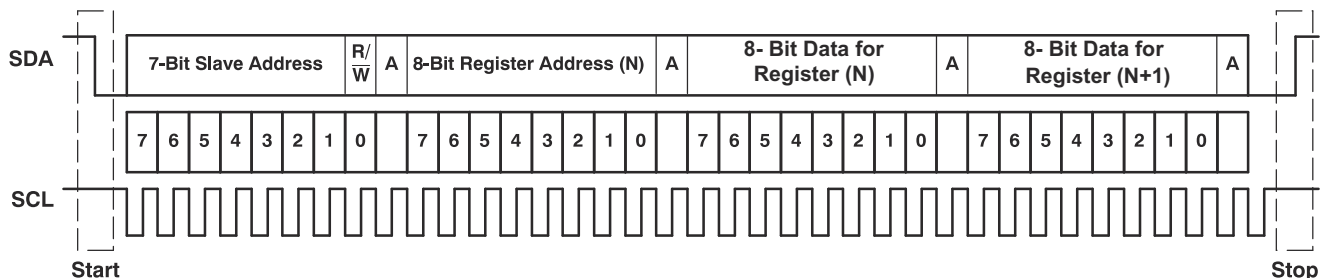 SDA
7-Bit Slave Address
R/
W
A
8-Bit Register Address (N)
A
8- Bit Data for
Register (N)
A
8- Bit Data for
Register (N+1)
A
7 6 5 4 3 2 1 0 7 6 5 4 3 2 1 0 7 6 5 4 3 2 1 0 7 6 5 4 3 2 1 0
SCL
Start
Stop